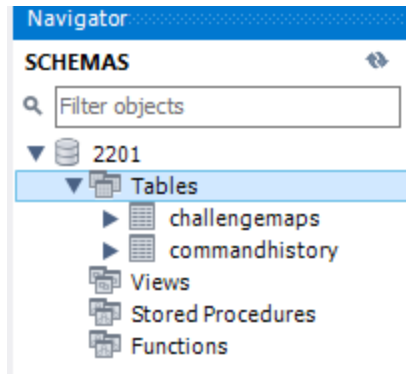 Navigator
SCHEMAS
Filter objects
2201
Tables
challengemaps
commandhistory
Views
Stored Procedures
Functions